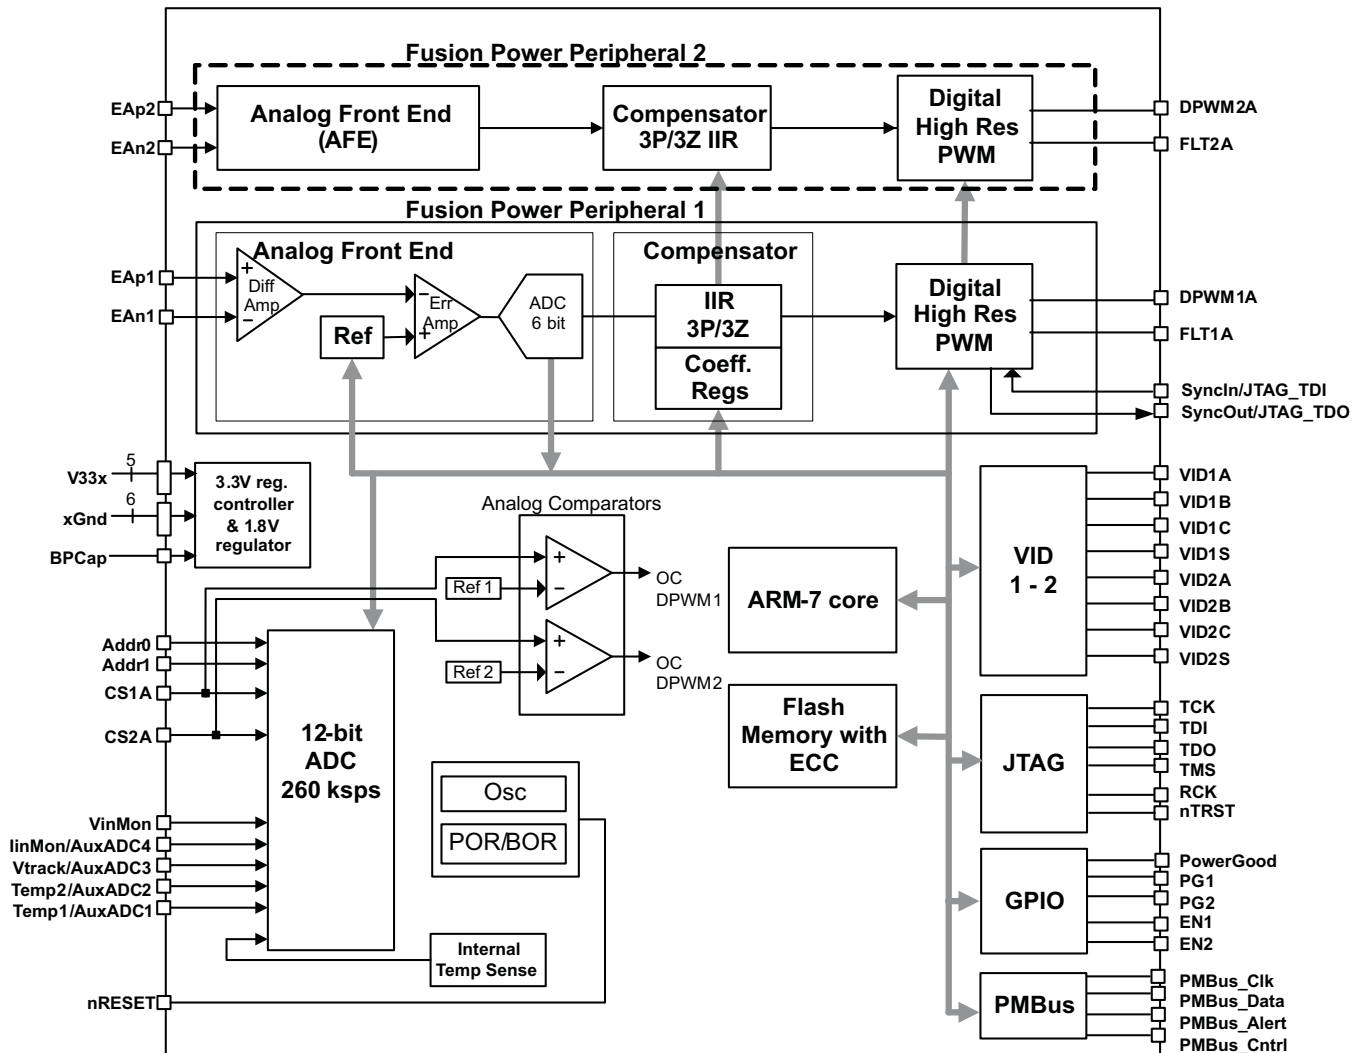 Fusion Power Peripheral 2
EAp2
EAn2
Analog Front End
(AFE)
Compensator
3P/3Z IIR
Digital
High Res
PWM
DPWM2A
FLT2A
Fusion Power Peripheral 1
Analog Front End
Compensator
EAp1
EAn1
+
Diff
Amp
−
Ref
−
Err
Amp
+
ADC
6 bit
IIR
3P/3Z
Coeff.
Regs
Digital
High Res
PWM
DPWM1A
FLT1A
SyncIn/JTAG_TDI
SyncOut/JTAG_TDO
V33x
5
xGnd
6
BPCap
3.3V reg.
controller
& 1.8V
regulator
Analog Comparators
Ref 1
+
−
OC
DPWM1
Ref 2
+
−
OC
DPWM2
ARM-7 core
Flash
Memory with
ECC
VID
1 - 2
VID1A
VID1B
VID1C
VID1S
VID2A
VID2B
VID2C
VID2S
Addr0
Addr1
CS1A
CS2A
VinMon
IinMon/AuxADC4
Vtrack/AuxADC3
Temp2/AuxADC2
Temp1/AuxADC1
12-bit
ADC
260 ksps
Osc
POR/BOR
Internal
Temp Sense
nRESET
JTAG
TCK
TDI
TDO
TMS
RCK
nTRST
GPIO
PowerGood
PG1
PG2
EN1
EN2
PMBus
PMBus_Clk
PMBus_Data
PMBus_Alert
PMBus_Cntrl